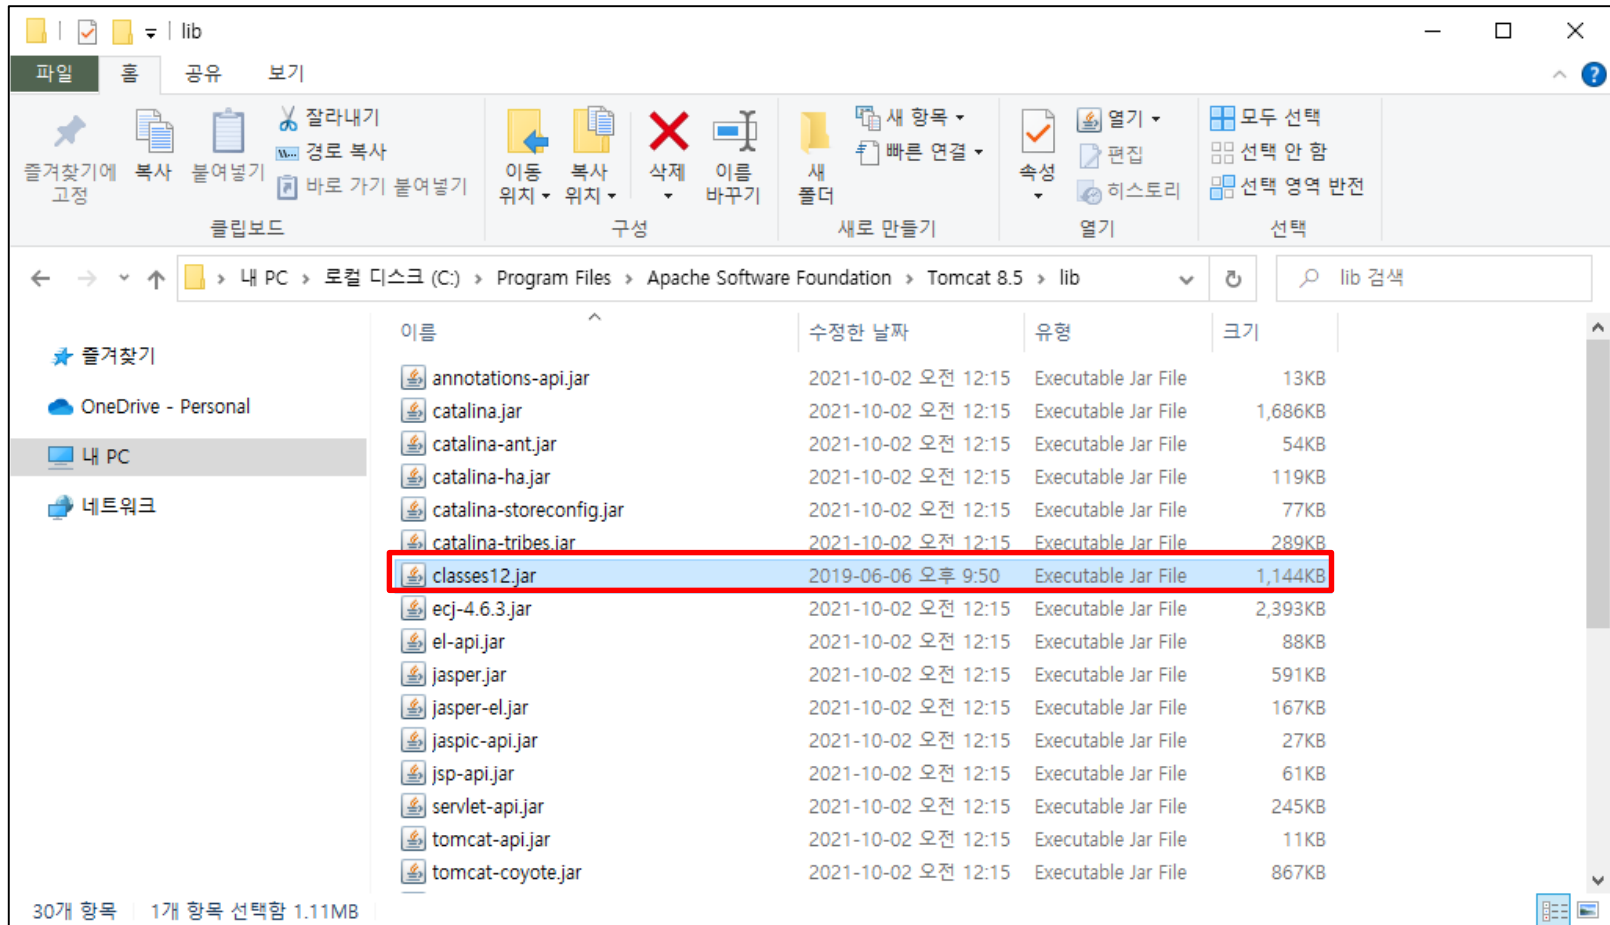 lib
파일 홈 공유 보기
즐겨찾기에 고정
복사
붙여넣기
잘라내기
경로 복사
바로 가기 붙여넣기
클립보드
이동 위치
복사 위치
삭제
이름 바꾸기
구성
새 폴더
새 항목
빠른 연결
새로 만들기
속성
열기
편집
히스토리
열기
모두 선택
선택 안 함
선택 영역 반전
선택
내 PC › 로컬 디스크 (C:) › Program Files › Apache Software Foundation › Tomcat 8.5 › lib
lib 검색
즐겨찾기
OneDrive - Personal
내 PC
네트워크
이름 수정한 날짜 유형 크기
annotations-api.jar 2021-10-02 오전 12:15 Executable Jar File 13KB
catalina.jar 2021-10-02 오전 12:15 Executable Jar File 1,686KB
catalina-ant.jar 2021-10-02 오전 12:15 Executable Jar File 54KB
catalina-ha.jar 2021-10-02 오전 12:15 Executable Jar File 119KB
catalina-storeconfig.jar 2021-10-02 오전 12:15 Executable Jar File 77KB
catalina-tribes.jar 2021-10-02 오전 12:15 Executable Jar File 289KB
classes12.jar 2019-06-06 오후 9:50 Executable Jar File 1,144KB
ecj-4.6.3.jar 2021-10-02 오전 12:15 Executable Jar File 2,393KB
el-api.jar 2021-10-02 오전 12:15 Executable Jar File 88KB
jasper.jar 2021-10-02 오전 12:15 Executable Jar File 591KB
jasper-el.jar 2021-10-02 오전 12:15 Executable Jar File 167KB
jaspic-api.jar 2021-10-02 오전 12:15 Executable Jar File 27KB
jsp-api.jar 2021-10-02 오전 12:15 Executable Jar File 61KB
servlet-api.jar 2021-10-02 오전 12:15 Executable Jar File 245KB
tomcat-api.jar 2021-10-02 오전 12:15 Executable Jar File 11KB
tomcat-coyote.jar 2021-10-02 오전 12:15 Executable Jar File 867KB
30개 항목 1개 항목 선택함 1.11MB